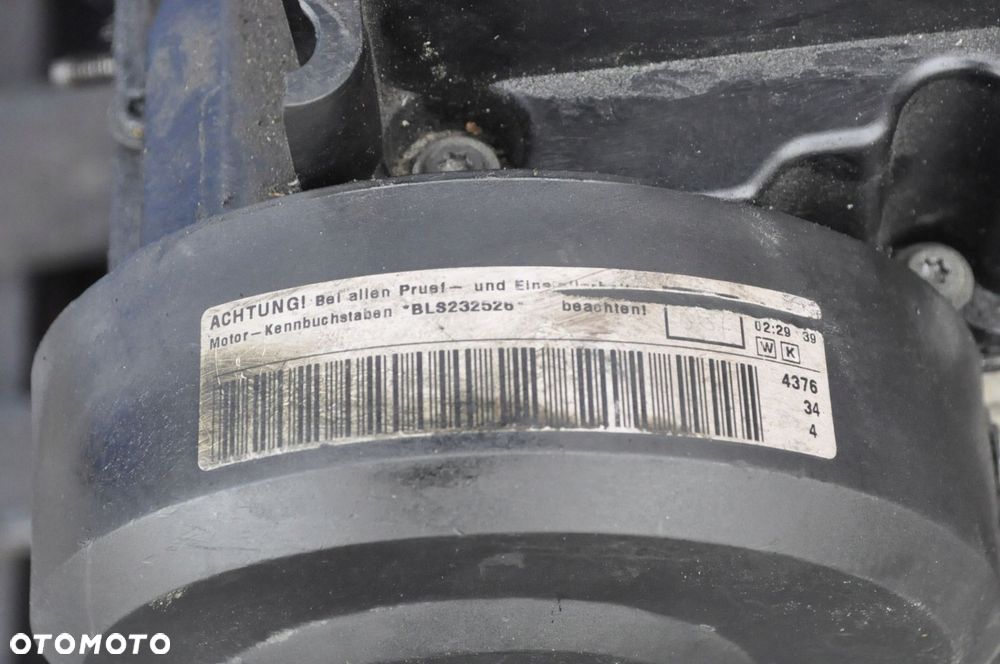 ACHTUNG! Bei allen Pruef- und
Motor-Kennbuchstaben *BLS232526* beachten!
02:29 39
W K
4376
34
4
OTOMOTO